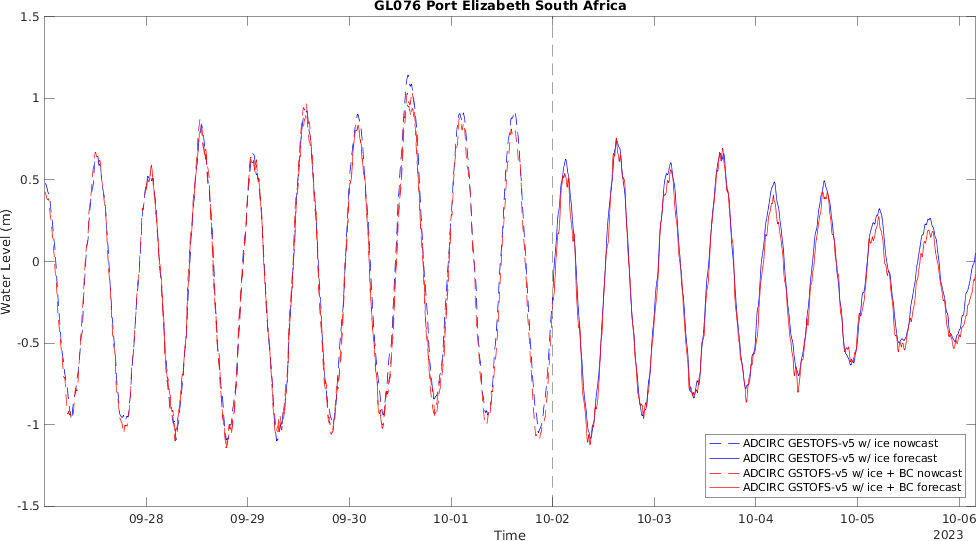 GL076 Port Elizabeth South Africa
1.5
1
0.5
0
-0.5
-1
-1.5
Water Level (m)
ADCIRC GESTOFS-v5 w/ ice nowcast
ADCIRC GESTOFS-v5 w/ ice forecast
ADCIRC GSTOFS-v5 w/ ice + BC nowcast
ADCIRC GSTOFS-v5 w/ ice + BC forecast
09-28 09-29 09-30 10-01 10-02 10-03 10-04 10-05 10-06
Time 2023